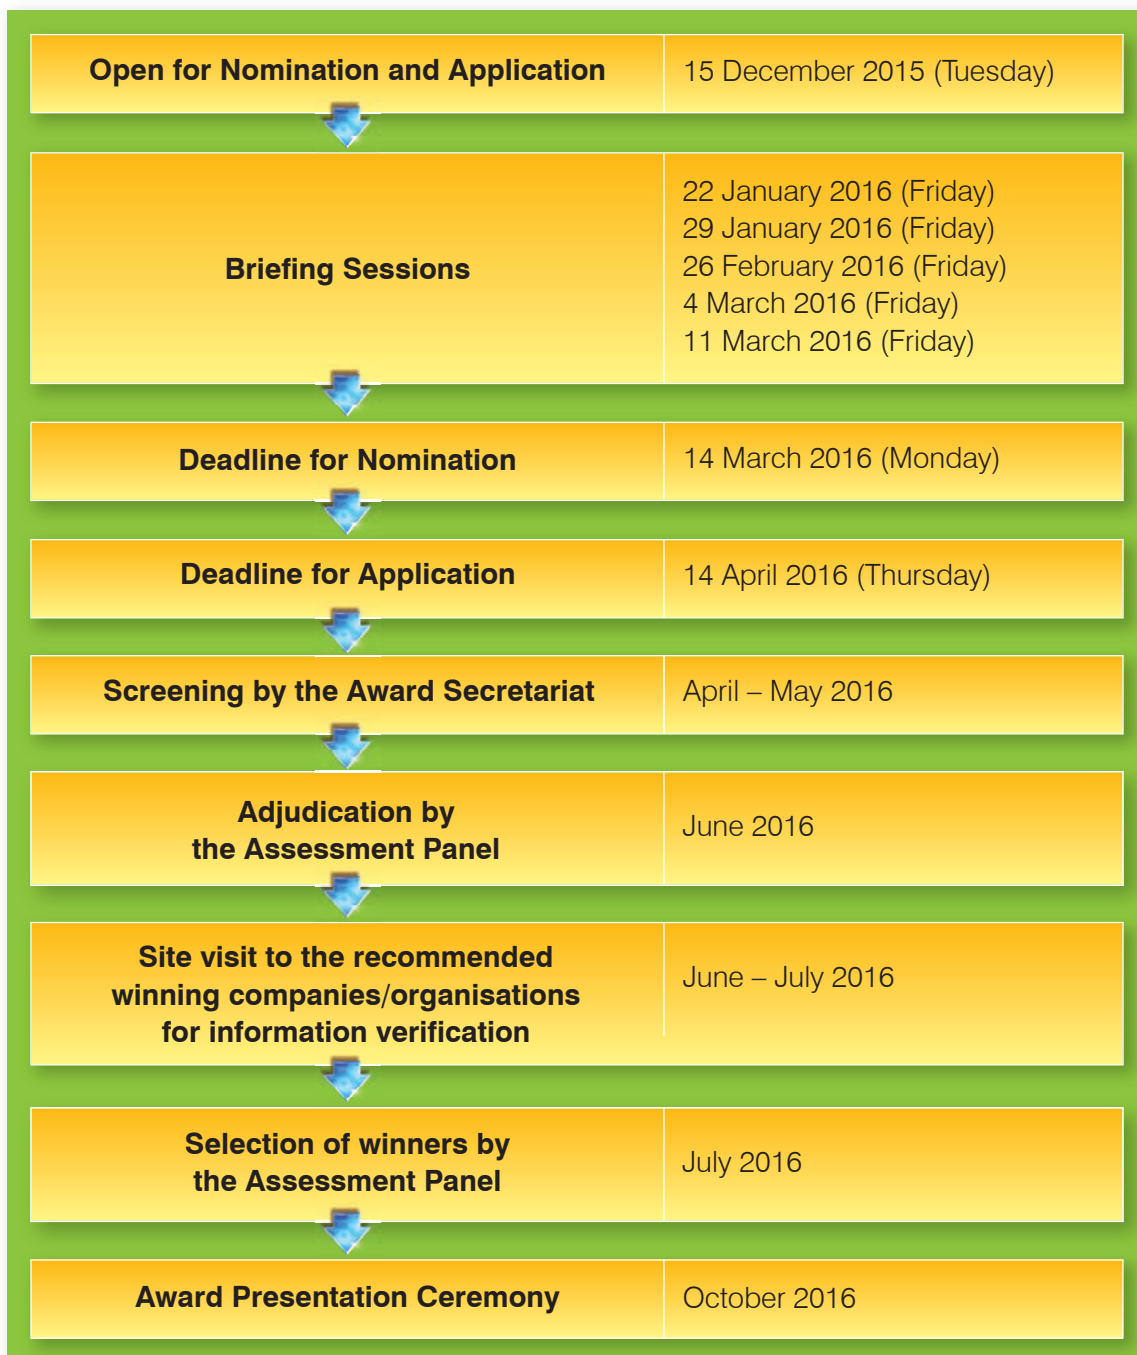 Open for Nomination and Application
15 December 2015 (Tuesday)
Briefing Sessions
22 January 2016 (Friday)
29 January 2016 (Friday)
26 February 2016 (Friday)
4 March 2016 (Friday)
11 March 2016 (Friday)
Deadline for Nomination
14 March 2016 (Monday)
Deadline for Application
14 April 2016 (Thursday)
Screening by the Award Secretariat
April – May 2016
Adjudication by
the Assessment Panel
June 2016
Site visit to the recommended
winning companies/organisations
for information verification
June – July 2016
Selection of winners by
the Assessment Panel
July 2016
Award Presentation Ceremony
October 2016